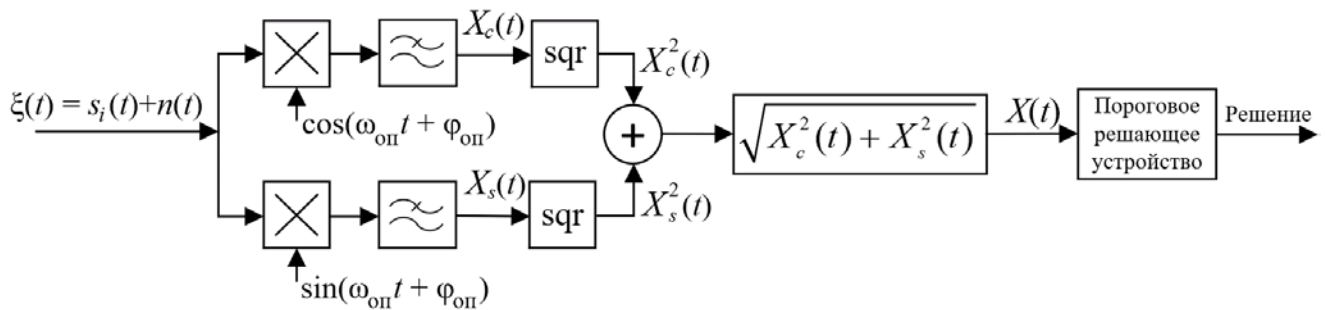 ξ(t) = s_i(t)+n(t)
cos(ω_оп t + φ_оп)
X_c(t)
sqr
X_c^2(t)
sin(ω_оп t + φ_оп)
X_s(t)
sqr
X_s^2(t)
+
√(X_c^2(t) + X_s^2(t))
X(t)
Пороговое
решающее
устройство
Решение